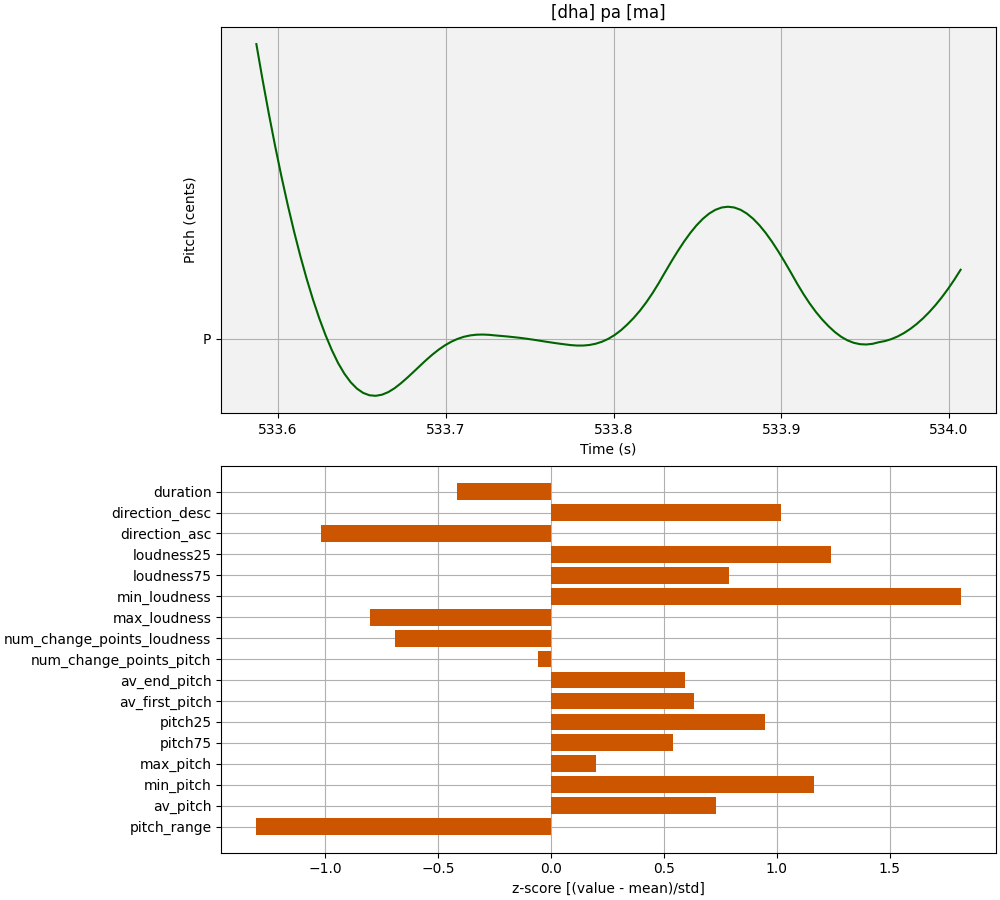 [dha] pa [ma]
Pitch (cents)
P
533.6 533.7 533.8 533.9 534.0
Time (s)
duration
direction_desc
direction_asc
loudness25
loudness75
min_loudness
max_loudness
num_change_points_loudness
num_change_points_pitch
av_end_pitch
av_first_pitch
pitch25
pitch75
max_pitch
min_pitch
av_pitch
pitch_range
−1.0 −0.5 0.0 0.5 1.0 1.5
z-score [(value - mean)/std]